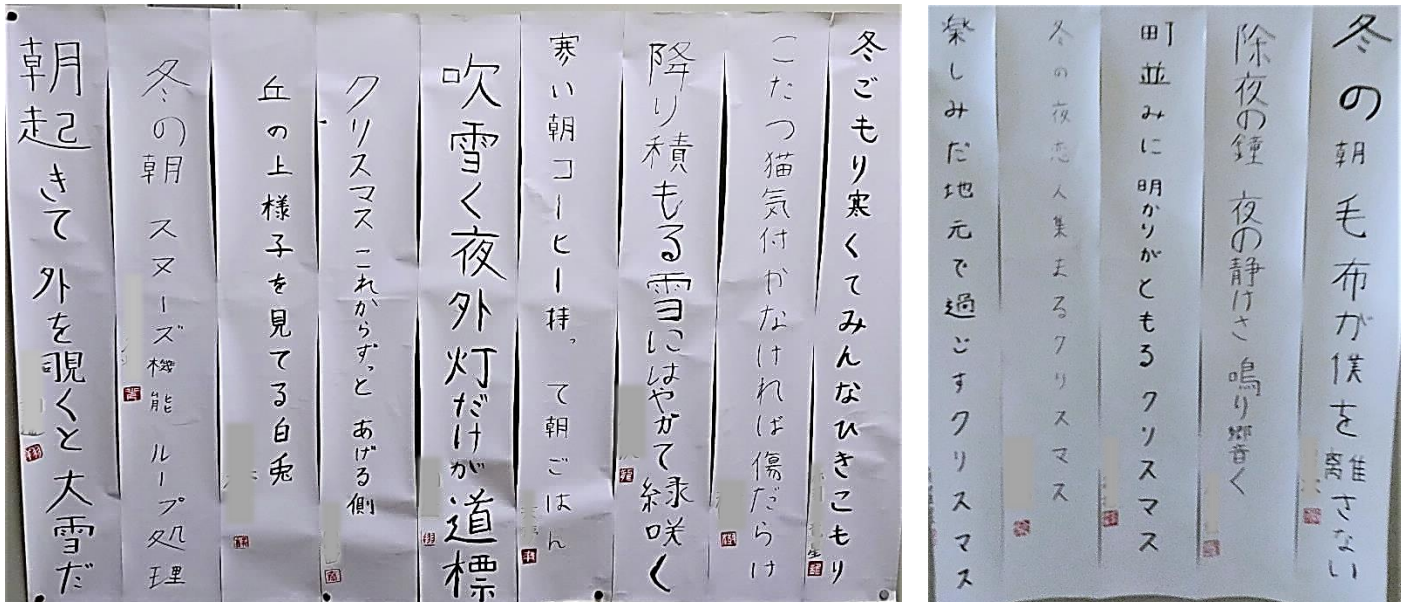 冬ごもり寒くてみんなひきこもり
こたつ猫気付かなければ傷だらけ
降り積もる雪にはやがて緑咲く
寒い朝コーヒー持って朝ごはん
吹雪く夜外灯だけが道標
クリスマスこれからずっとあげる側
丘の上様子を見てる白兎
冬の朝 スヌーズ機能 ループ処理
朝起きて外を覗くと大雪だ
冬の朝毛布が僕を離さない
除夜の鐘 夜の静けさ 鳴り響く
町並みに明かりがともるクリスマス
冬の夜恋人集まるクリスマス
楽しみだ地元で過ごすクリスマス